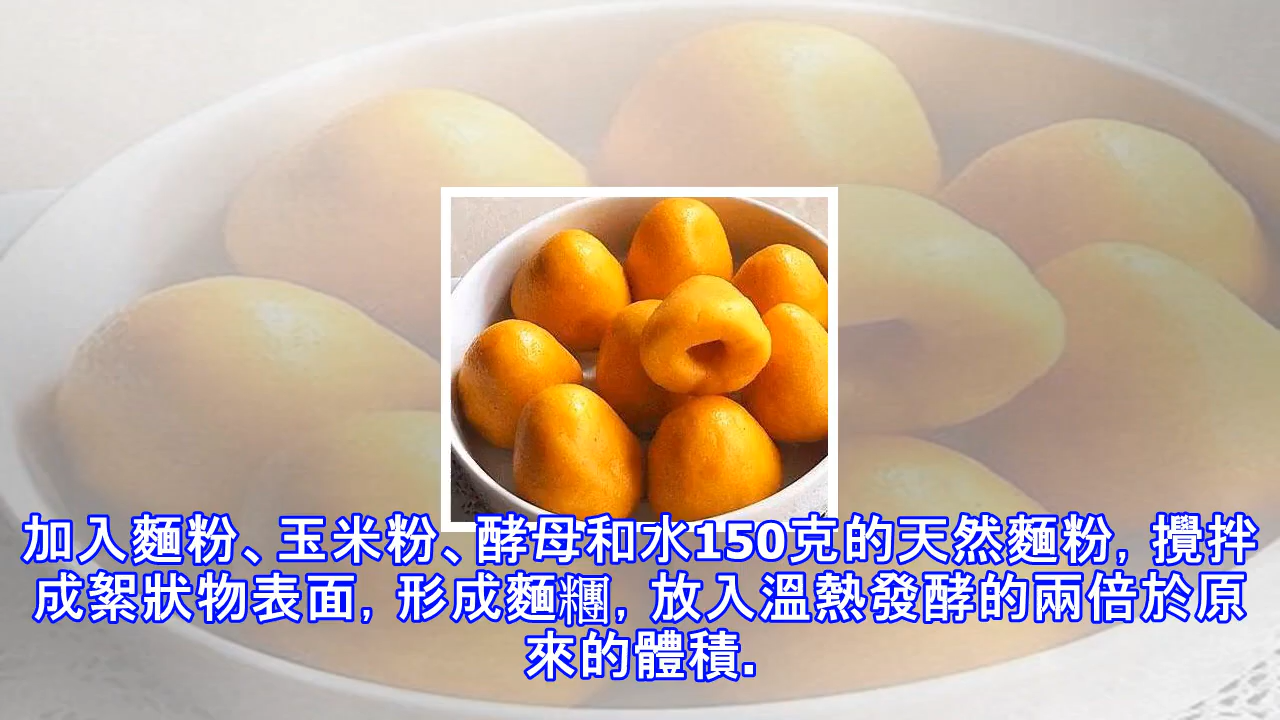 加入麵粉、玉米粉、酵母和水150克的天然麵粉, 攪拌
成絮狀物表面, 形成麵糰, 放入溫熱發酵的兩倍於原
來的體積.